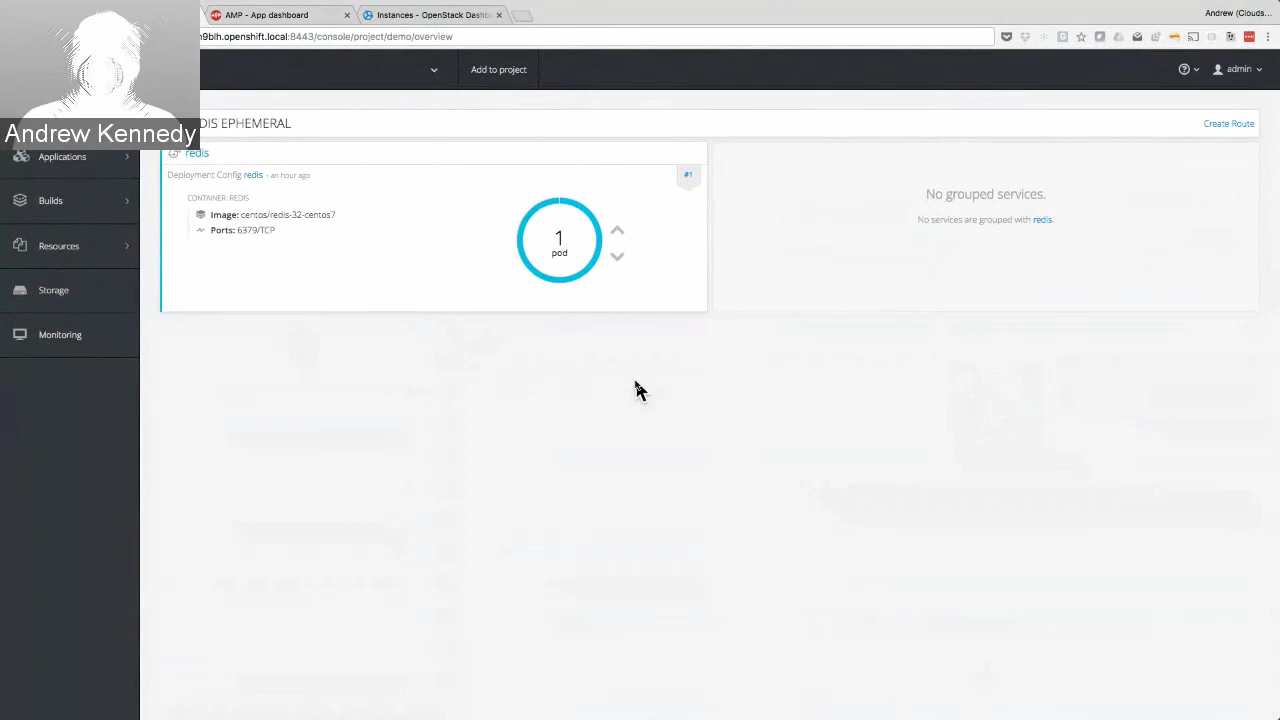 AMP - App dashboard
Instances - OpenStack Dashb
Andrew (Clouds...
9blh.openshift.local:8443/console/project/demo/overview
Add to project
admin
Andrew Kennedy
DIS EPHEMERAL
Create Route
Applications
redis
Deployment Config redis - an hour ago
#1
CONTAINER: REDIS
Image: centos/redis-32-centos7
Ports: 6379/TCP
1
pod
No grouped services.
No services are grouped with redis.
Builds
Resources
Storage
Monitoring